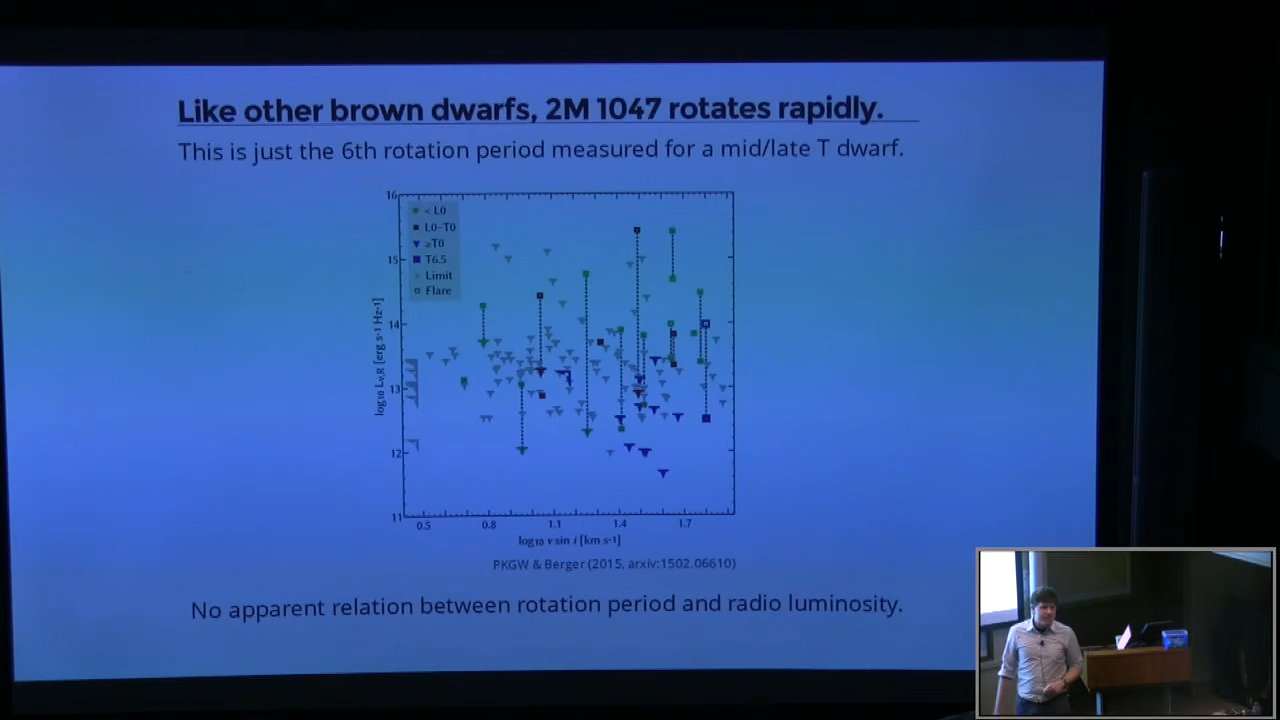 Like other brown dwarfs, 2M 1047 rotates rapidly.
This is just the 6th rotation period measured for a mid/late T dwarf.
16
15
14
13
12
11
< L0
L0–T0
≥T0
T6.5
Limit
Flare
log₁₀ Lν,R [erg s⁻¹ Hz⁻¹]
0.5 0.8 1.1 1.4 1.7
log₁₀ v sin i [km s⁻¹]
PKGW & Berger (2015, arxiv:1502.06610)
No apparent relation between rotation period and radio luminosity.